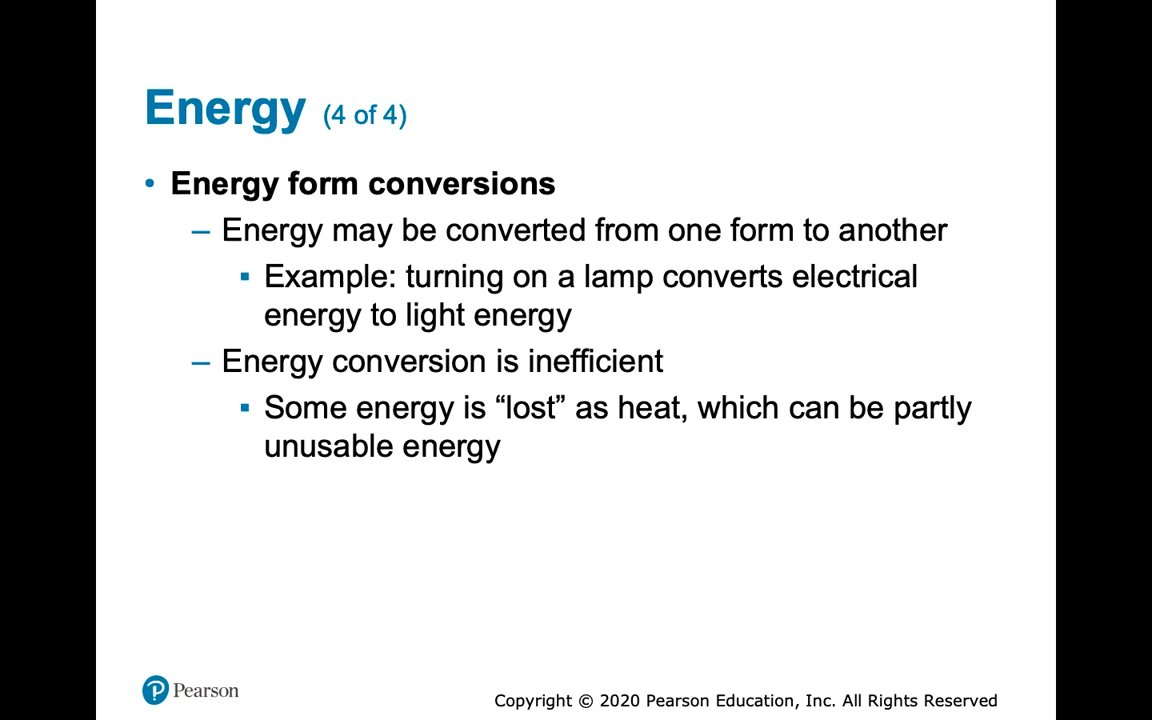 Energy (4 of 4)
• Energy form conversions
– Energy may be converted from one form to another
▪ Example: turning on a lamp converts electrical
energy to light energy
– Energy conversion is inefficient
▪ Some energy is “lost” as heat, which can be partly
unusable energy
Pearson
Copyright © 2020 Pearson Education, Inc. All Rights Reserved